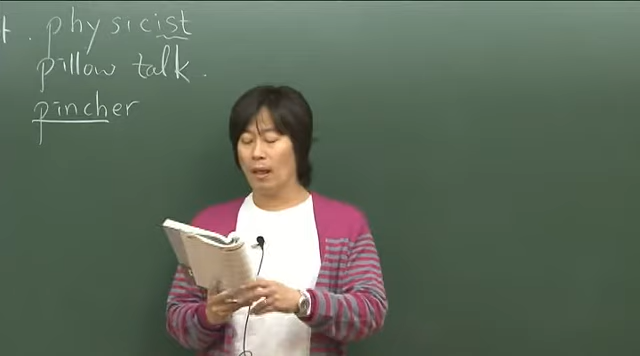 . physicist
pillow talk.
pincher